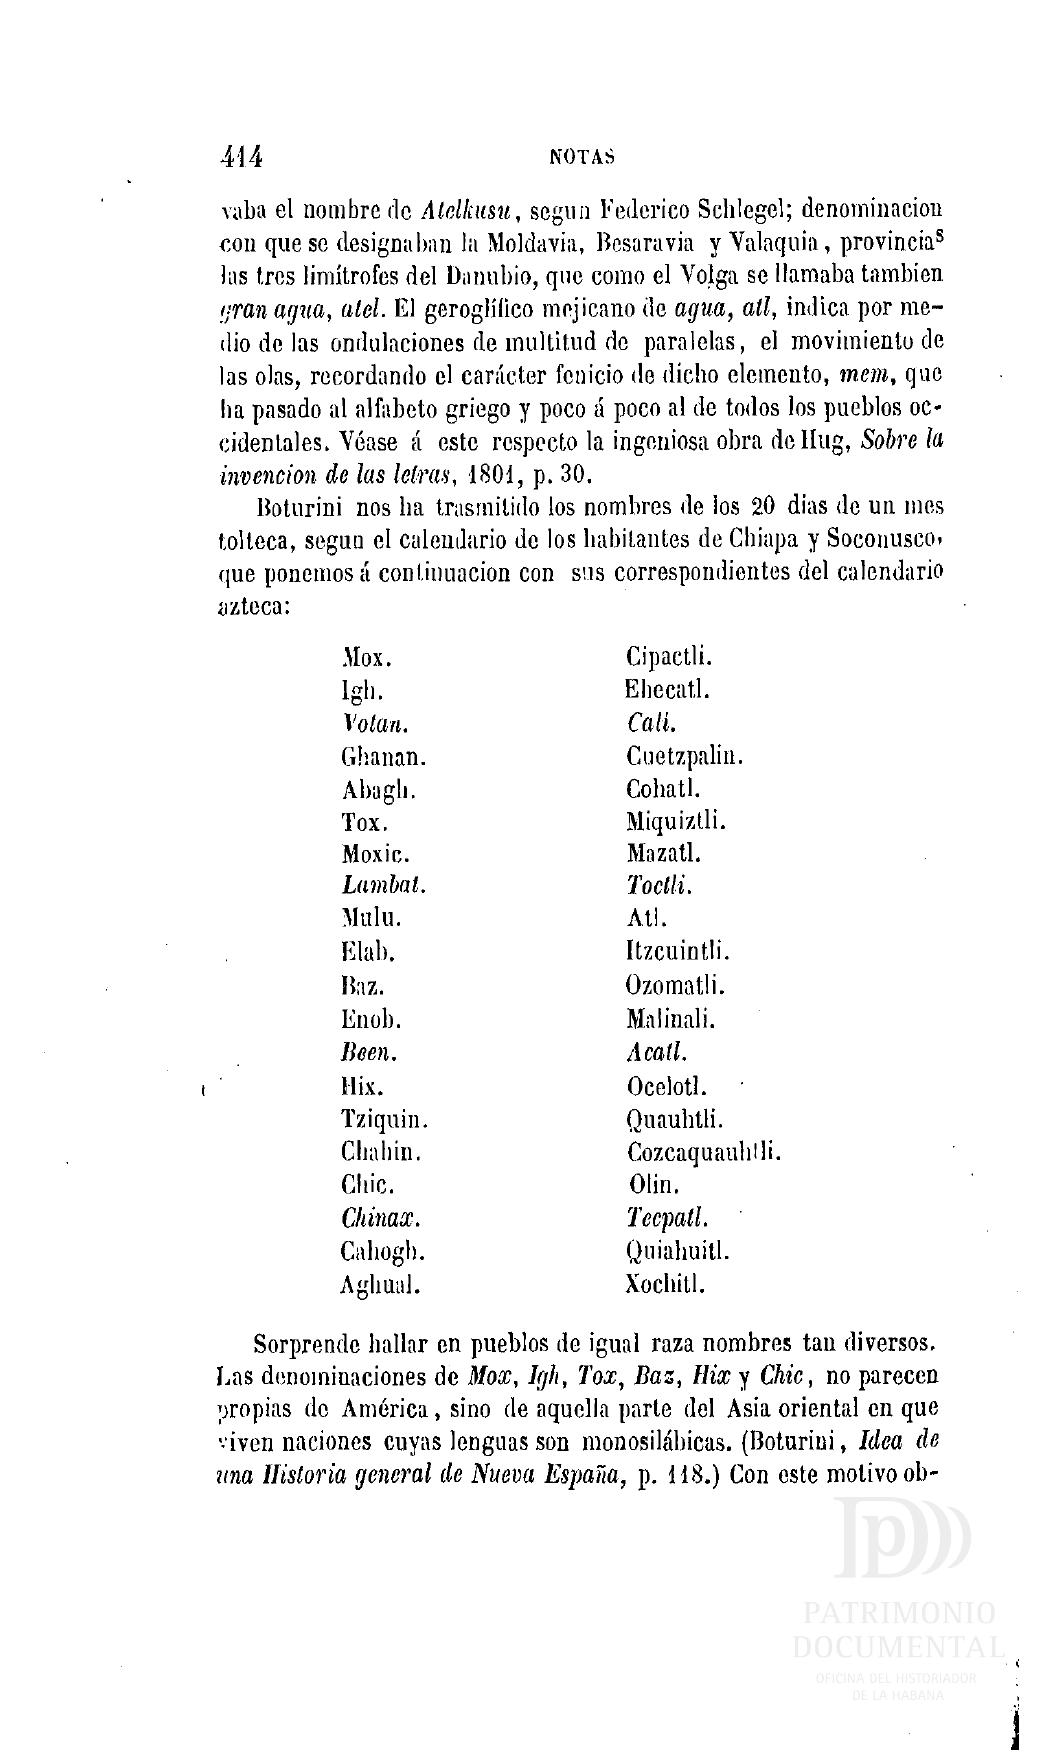 414 NOTAS
vaba el nombre de Atelkusu, segun Federico Schlegel; denominacion
con que se designaban la Moldavia, Besaravia y Valaquia, provincias
las tres limítrofes del Danubio, que como el Volga se llamaba tambien
gran agua, atel. El geroglífico mejicano de agua, atl, indica por me-
dio de las ondulaciones de multitud de paralelas, el movimiento de
las olas, recordando el carácter fenicio de dicho elemento, mem, que
ha pasado al alfabeto griego y poco á poco al de todos los pueblos oc-
cidentales. Véase á este respecto la ingeniosa obra de Hug, Sobre la
invencion de las letras, 1801, p. 30.
Boturini nos ha trasmitido los nombres de los 20 dias de un mes
tolteca, segun el calendario de los habitantes de Chiapa y Soconusco,
que ponemos á continuacion con sus correspondientes del calendario
azteca:
Mox. Cipactli.
Igh. Ehecatl.
Votan. Cali.
Ghanan. Cuetzpalin.
Abagh. Cohatl.
Tox. Miquiztli.
Moxic. Mazatl.
Lambat. Toctli.
Mulu. Atl.
Elab. Itzcuintli.
Baz. Ozomatli.
Enob. Malinali.
Been. Acatl.
Hix. Ocelotl.
Tziquin. Quauhtli.
Chabin. Cozcaquauhtli.
Chic. Olin.
Chinax. Tecpatl.
Cahogh. Quiahuitl.
Aghual. Xochitl.
Sorprende hallar en pueblos de igual raza nombres tan diversos.
Las denominaciones de Mox, Igh, Tox, Baz, Hix y Chic, no parecen
propias de América, sino de aquella parte del Asia oriental en que
viven naciones cuyas lenguas son monosilábicas. (Boturini, Idea de
una Historia general de Nueva España, p. 118.) Con este motivo ob-
PATRIMONIO
DOCUMENTAL
OFICINA DEL HISTORIADOR
DE LA HABANA